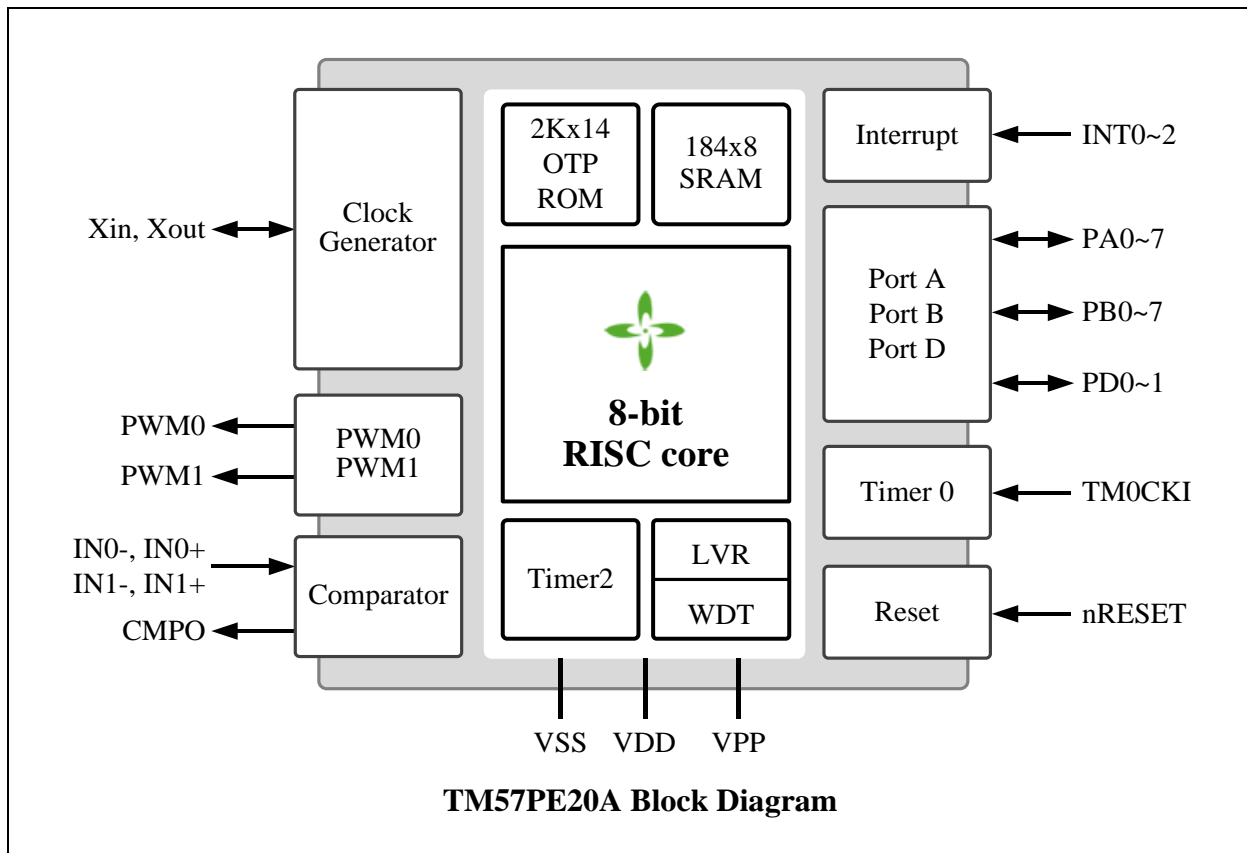 2Kx14
OTP
ROM
184x8
SRAM
Interrupt
INT0~2
Clock
Generator
Xin, Xout
Port A
Port B
Port D
PA0~7
PB0~7
PD0~1
8-bit
RISC core
PWM0
PWM1
PWM0
PWM1
Timer 0
TM0CKI
IN0-, IN0+
IN1-, IN1+
CMPO
Comparator
Timer2
LVR
WDT
Reset
nRESET
VSS
VDD
VPP
TM57PE20A Block Diagram